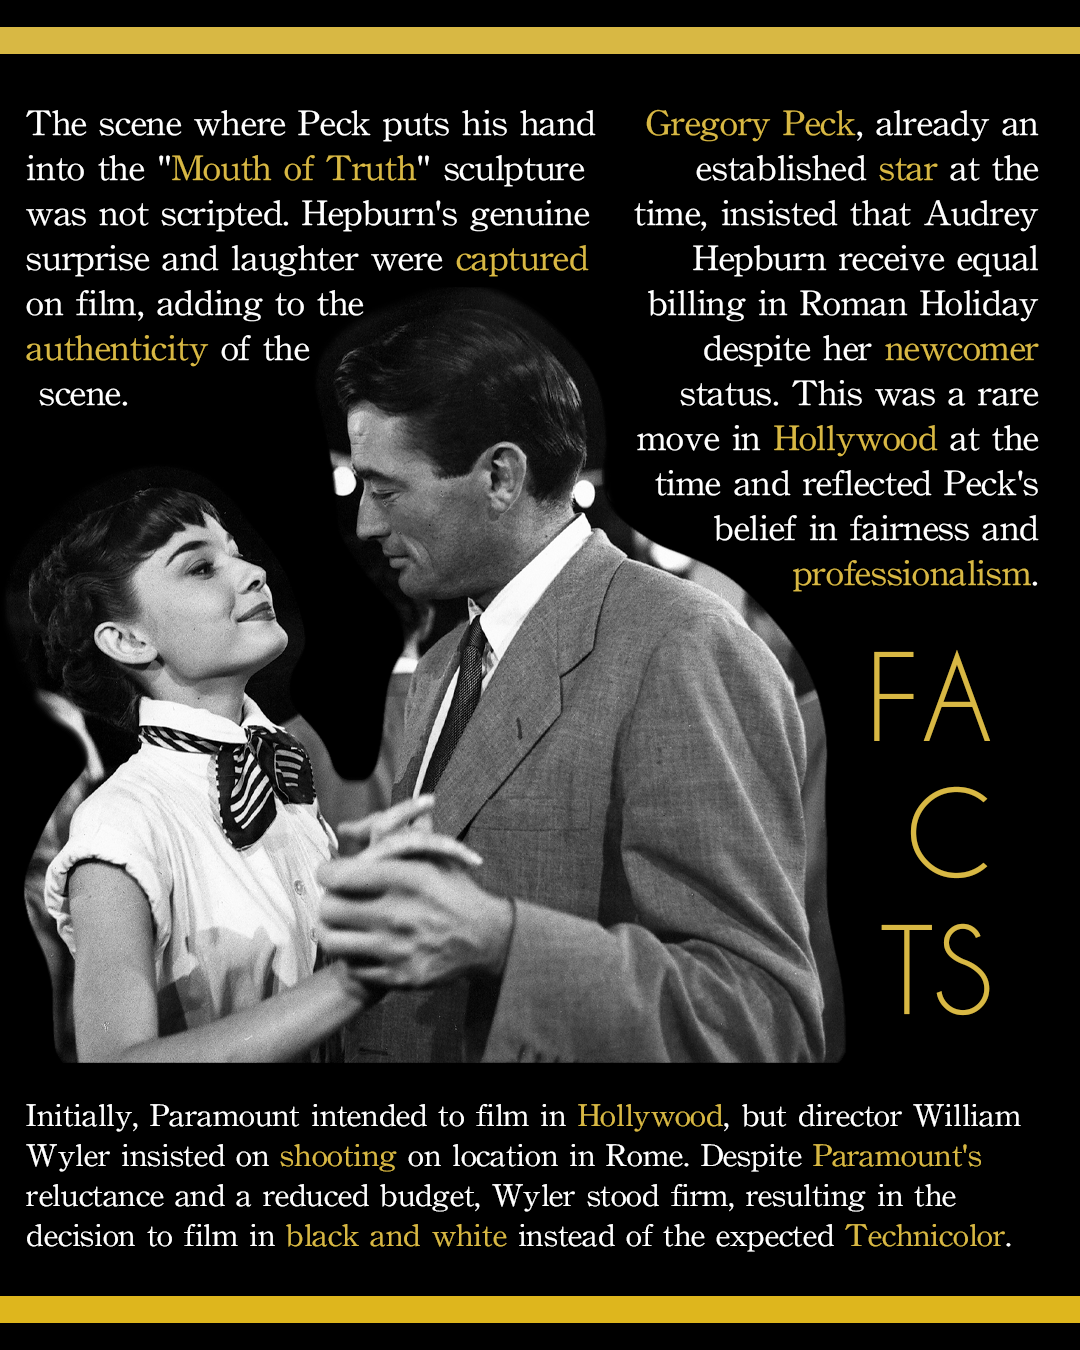 The scene where Peck puts his hand
into the "Mouth of Truth" sculpture
was not scripted. Hepburn's genuine
surprise and laughter were captured
on film, adding to the
authenticity of the
scene.
Gregory Peck, already an
established star at the
time, insisted that Audrey
Hepburn receive equal
billing in Roman Holiday
despite her newcomer
status. This was a rare
move in Hollywood at the
time and reflected Peck's
belief in fairness and
professionalism.
FA
C
TS
Initially, Paramount intended to film in Hollywood, but director William
Wyler insisted on shooting on location in Rome. Despite Paramount's
reluctance and a reduced budget, Wyler stood firm, resulting in the
decision to film in black and white instead of the expected Technicolor.